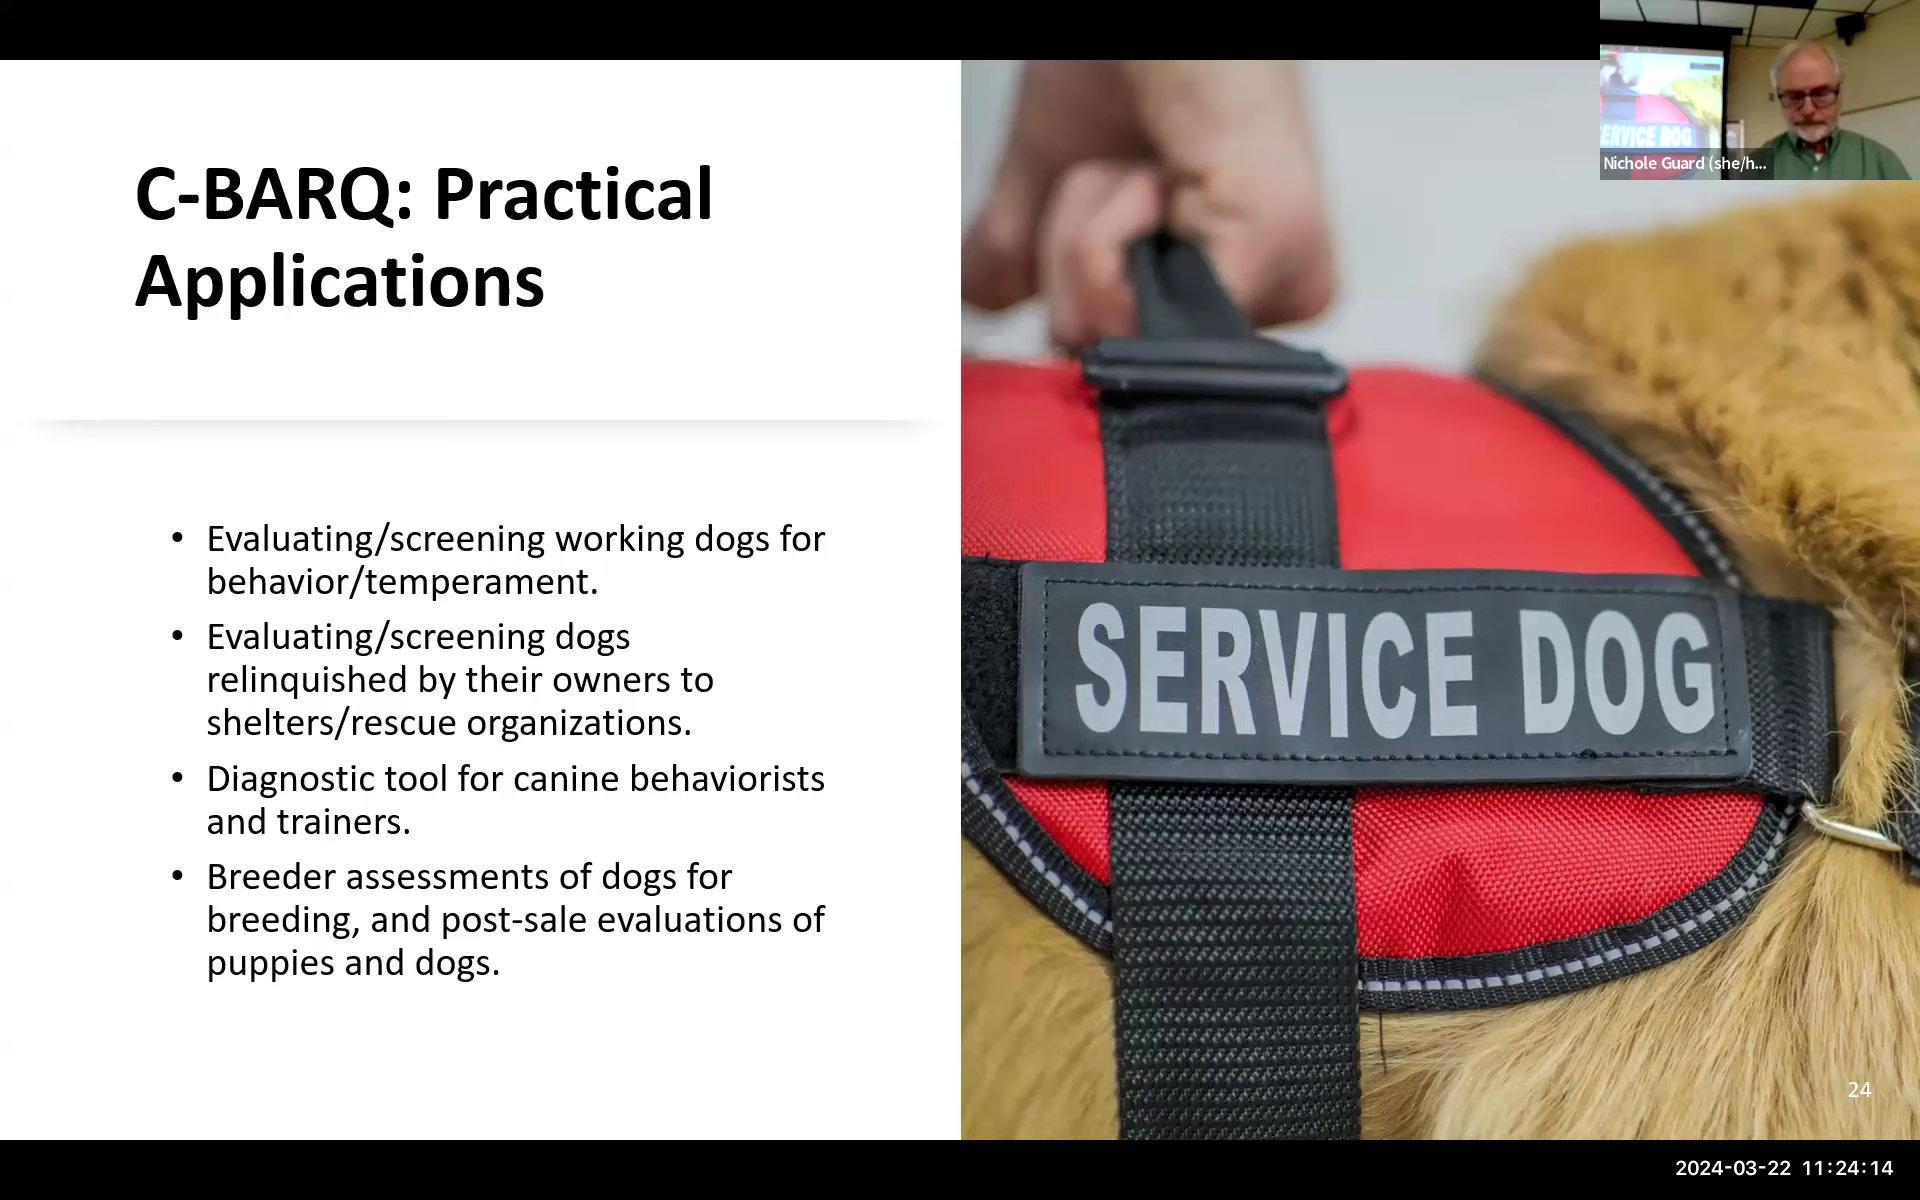 C-BARQ: Practical
Applications
• Evaluating/screening working dogs for
behavior/temperament.
• Evaluating/screening dogs
relinquished by their owners to
shelters/rescue organizations.
• Diagnostic tool for canine behaviorists
and trainers.
• Breeder assessments of dogs for
breeding, and post-sale evaluations of
puppies and dogs.
SERVICE DOG
24
SERVICE DOG
Nichole Guard (she/h...
2024-03-22 11:24:14